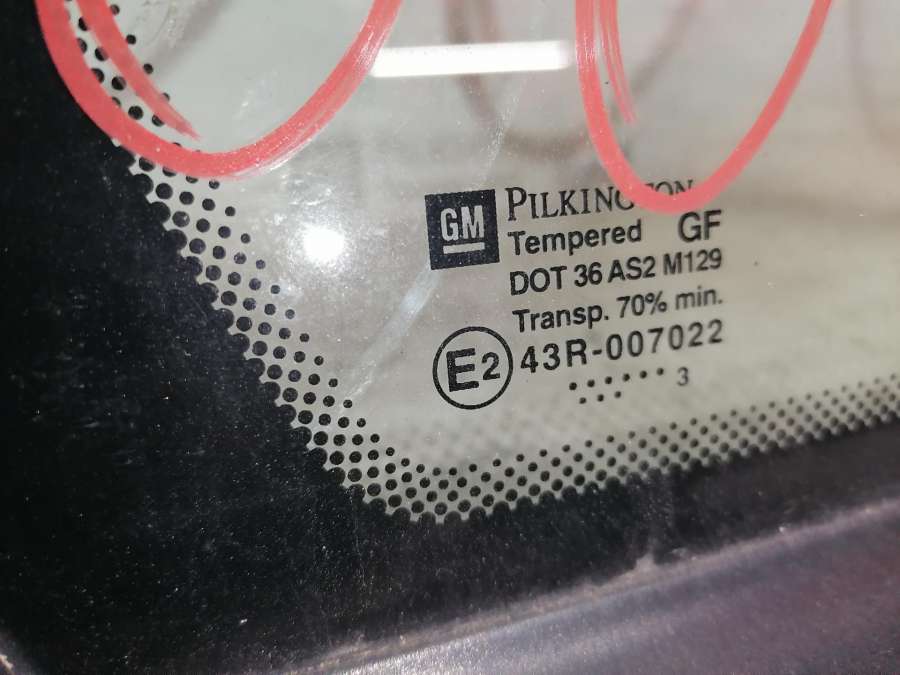 GM
PILKINGTON
Tempered GF
DOT 36 AS2 M129
Transp. 70% min.
E2 43R-007022
3